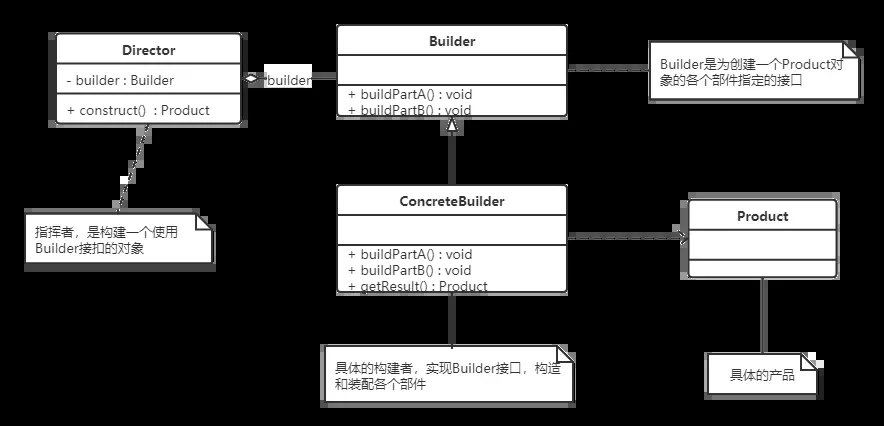 Director
- builder : Builder
+ construct() : Product
builder
Builder
+ buildPartA() : void
+ buildPartB() : void
Builder是为创建一个Product对
象的各个部件指定的接口
指挥者，是构建一个使用
Builder接扣的对象
ConcreteBuilder
+ buildPartA() : void
+ buildPartB() : void
+ getResult() : Product
Product
具体的构建者，实现Builder接口，构造
和装配各个部件
具体的产品